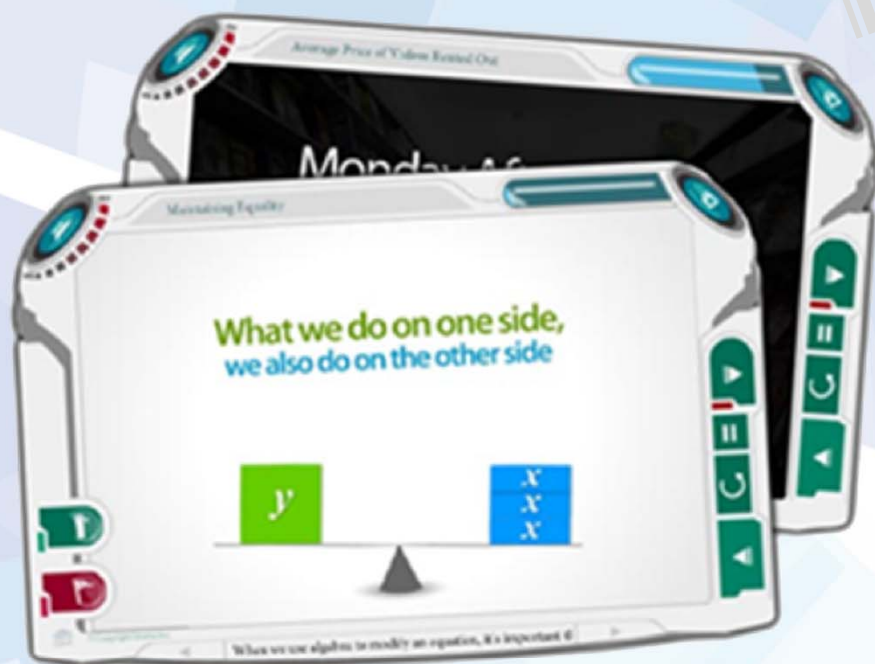 Average Price of Videos Rented Out
Monday
Maintaining Equality
What we do on one side,
we also do on the other side
y
x
x
x
When we use algebra to modify an equation, it's important t